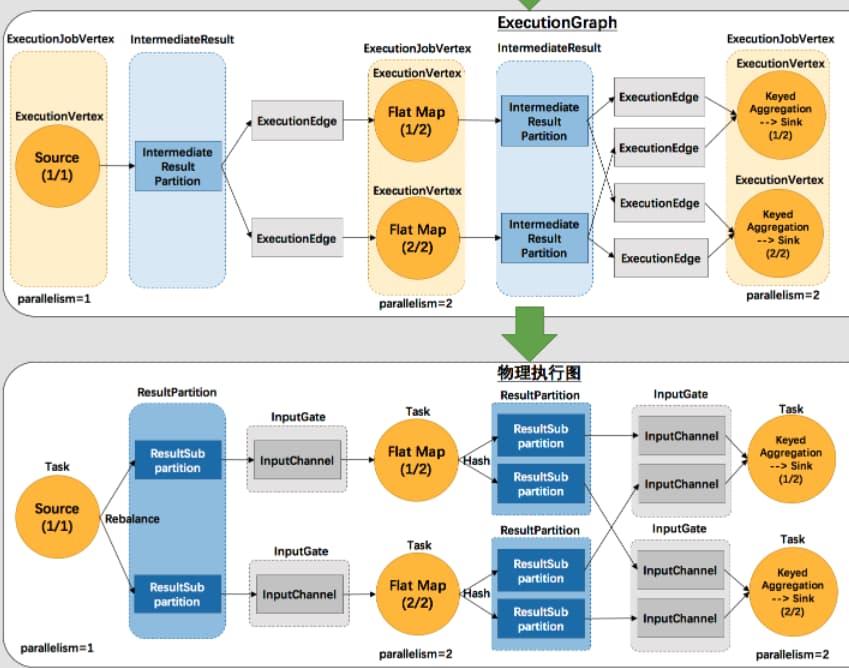 ExecutionGraph
ExecutionJobVertex
IntermediateResult
ExecutionJobVertex
IntermediateResult
ExecutionJobVertex
ExecutionVertex
Source
(1/1)
parallelism=1
Intermediate
Result
Partition
ExecutionEdge
ExecutionEdge
ExecutionVertex
Flat Map
(1/2)
ExecutionVertex
Flat Map
(2/2)
parallelism=2
Intermediate
Result
Partition
Intermediate
Result
Partition
ExecutionEdge
ExecutionEdge
ExecutionEdge
ExecutionEdge
ExecutionVertex
Keyed
Aggregation
--> Sink
(1/2)
ExecutionVertex
Keyed
Aggregation
--> Sink
(2/2)
parallelism=2
物理执行图
Task
Source
(1/1)
Rebalance
parallelism=1
ResultPartition
ResultSub
partition
ResultSub
partition
InputGate
InputChannel
InputGate
InputChannel
Task
Flat Map
(1/2)
Hash
Task
Flat Map
(2/2)
Hash
parallelism=2
ResultPartition
ResultSub
partition
ResultSub
partition
ResultPartition
ResultSub
partition
ResultSub
partition
InputGate
InputChannel
InputChannel
InputGate
InputChannel
InputChannel
Task
Keyed
Aggregation
--> Sink
(1/2)
Task
Keyed
Aggregation
--> Sink
(2/2)
parallelism=2